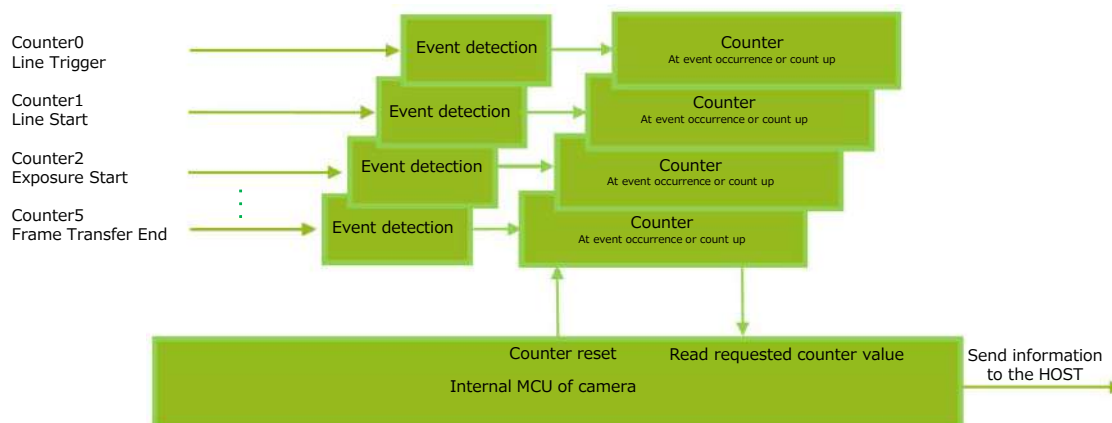 Counter0
Line Trigger
Event detection
Counter
At event occurrence or count up
Counter1
Line Start
Event detection
Counter
At event occurrence or count up
Counter2
Exposure Start
Event detection
Counter
At event occurrence or count up
Counter5
Frame Transfer End
Event detection
Counter
At event occurrence or count up
Counter reset
Read requested counter value
Internal MCU of camera
Send information
to the HOST